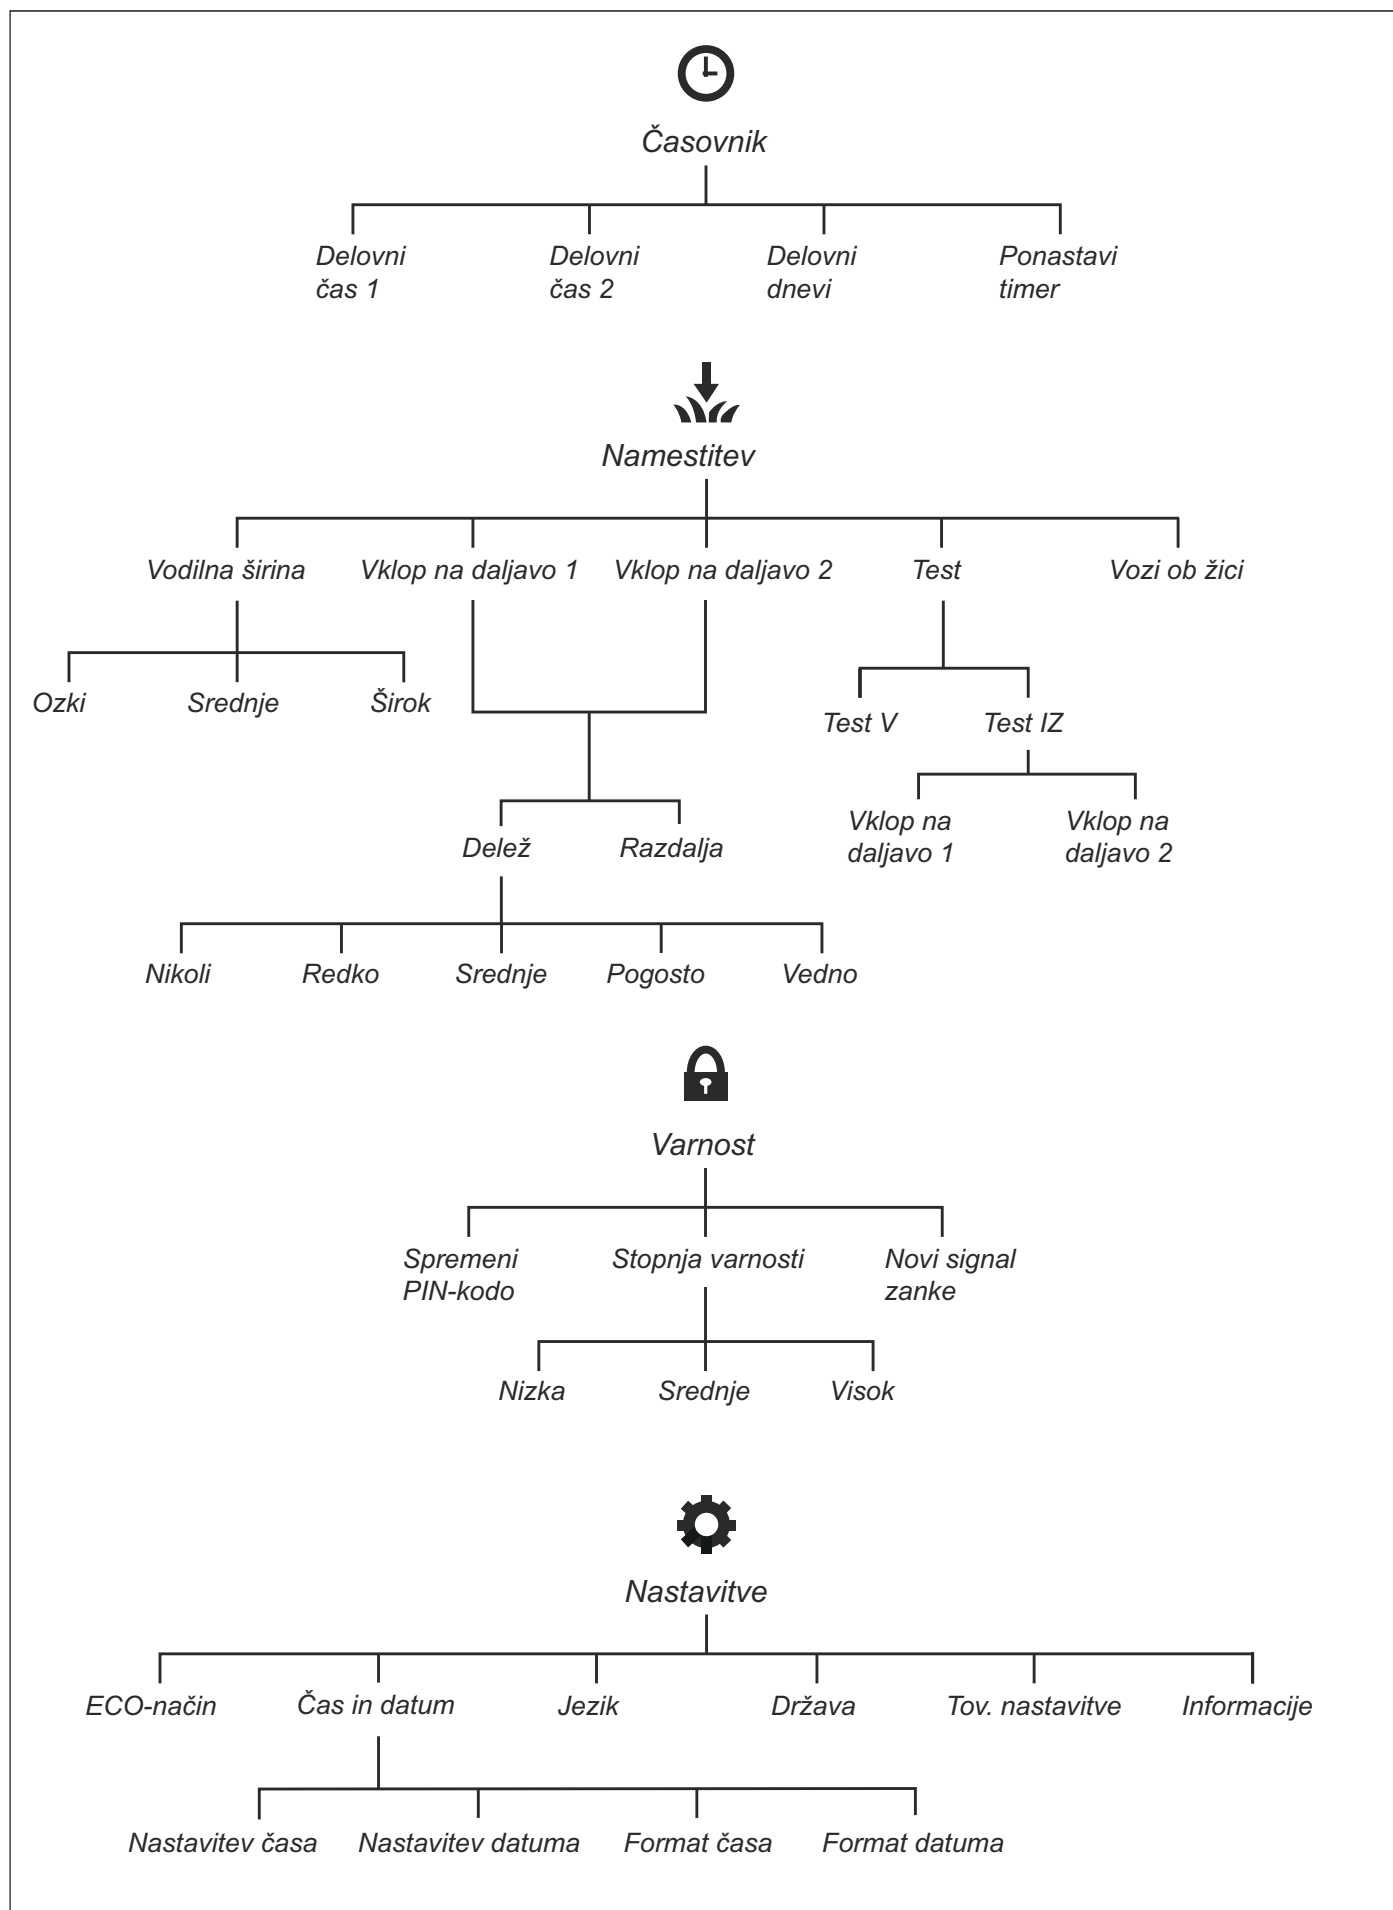 Časovnik
Delovni
čas 1
Delovni
čas 2
Delovni
dnevi
Ponastavi
timer
Namestitev
Vodilna širina
Vklop na daljavo 1
Vklop na daljavo 2
Test
Vozi ob žici
Ozki
Srednje
Širok
Test V
Test IZ
Vklop na
daljavo 1
Vklop na
daljavo 2
Delež
Razdalja
Nikoli
Redko
Srednje
Pogosto
Vedno
Varnost
Spremeni
PIN-kodo
Stopnja varnosti
Novi signal
zanke
Nizka
Srednje
Visok
Nastavitve
ECO-način
Čas in datum
Jezik
Država
Tov. nastavitve
Informacije
Nastavitev časa
Nastavitev datuma
Format časa
Format datuma